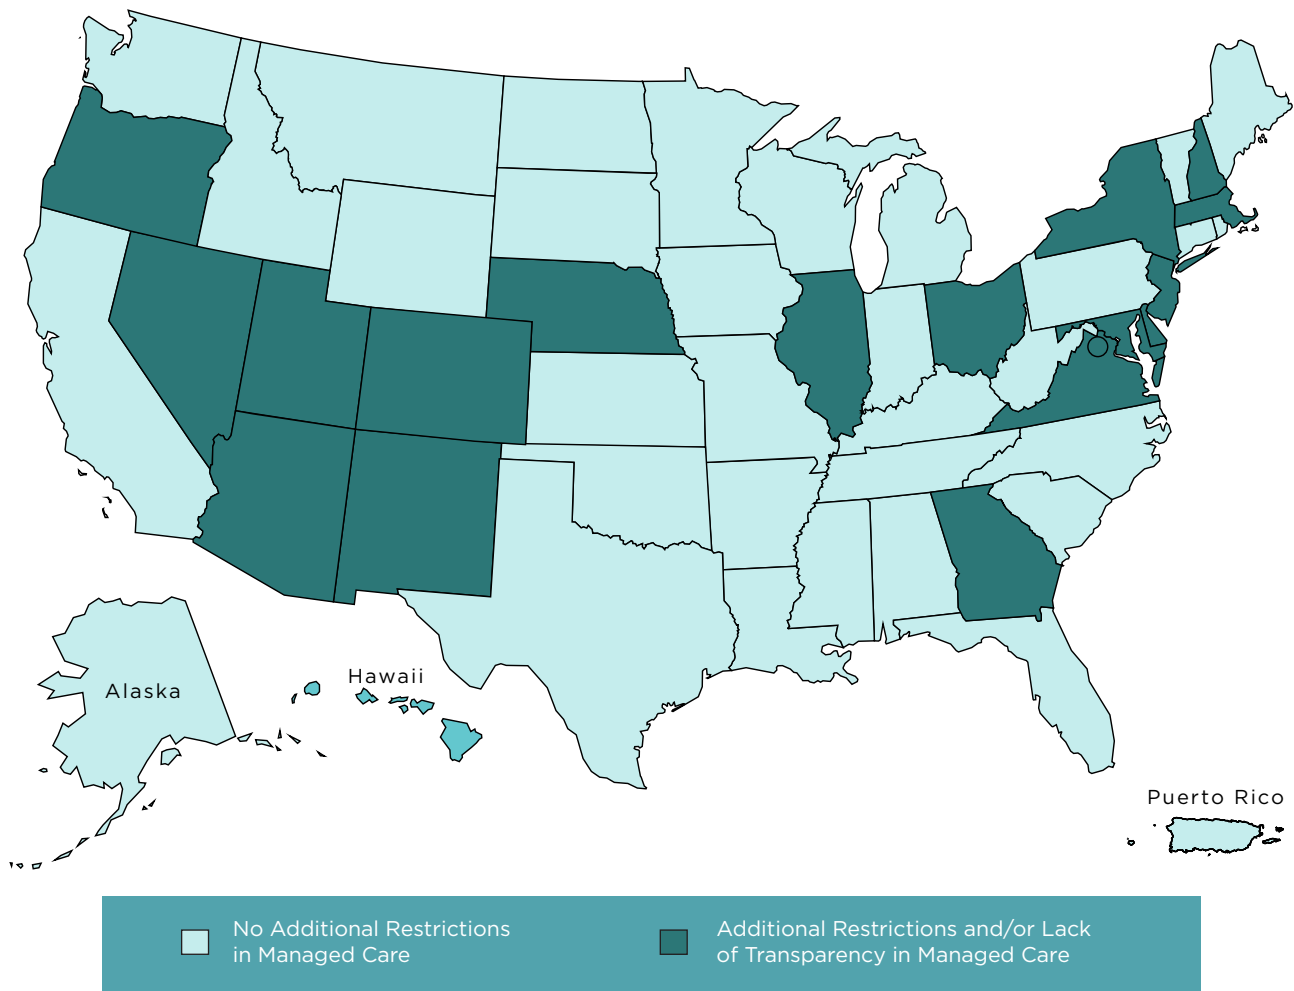 Alaska
Hawaii
Puerto Rico
No Additional Restrictions
in Managed Care
Additional Restrictions and/or Lack
of Transparency in Managed Care